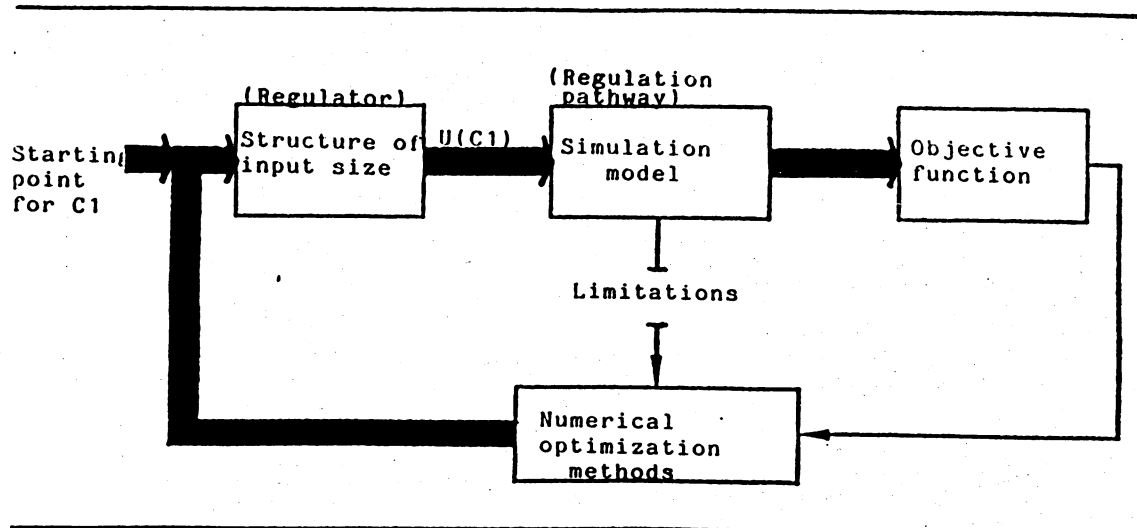 (Regulator)
Structure of
input size
U(C1)
(Regulation
pathway)
Simulation
model
Objective
function
Starting
point
for C1
Limitations
Numerical
optimization
methods